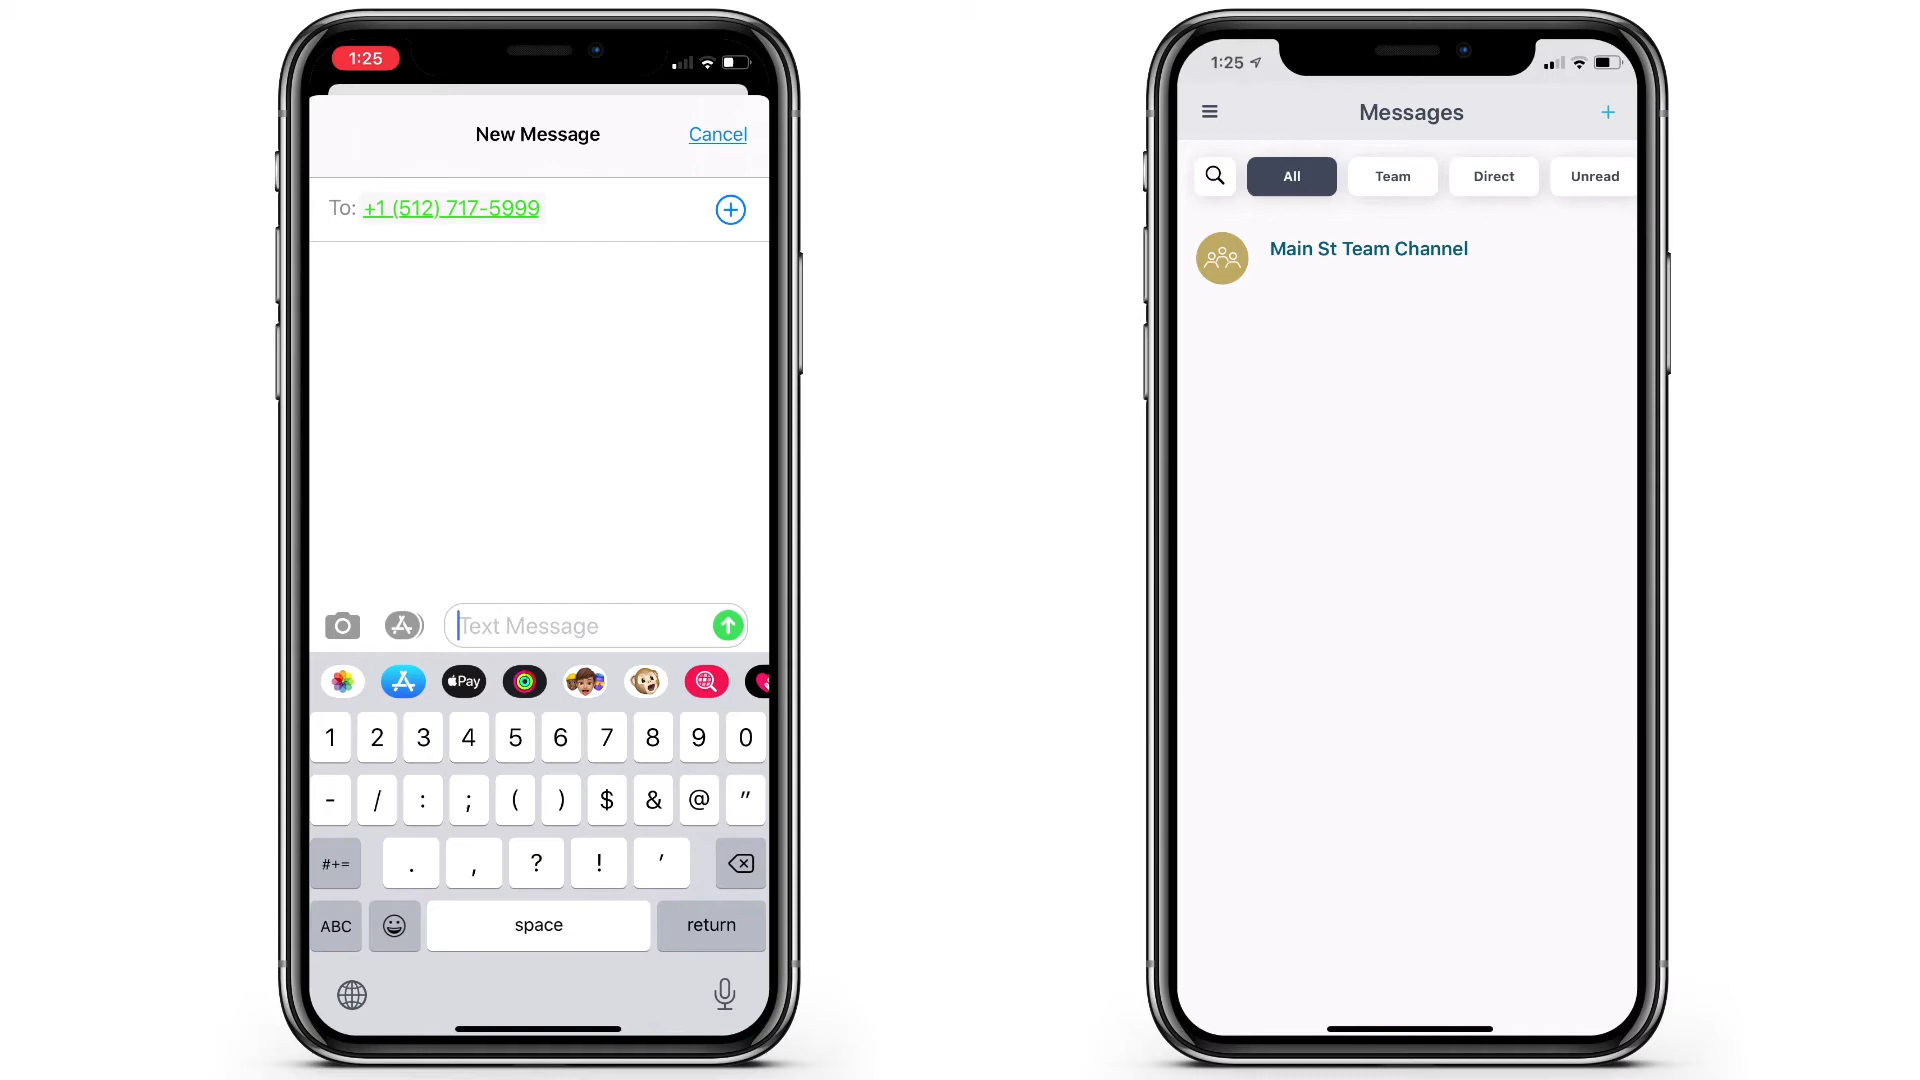 1:25
New Message
Cancel
To: +1 (512) 717-5999
Text Message
Pay
1 2 3 4 5 6 7 8 9 0
- / : ; ( ) $ & @ "
#+= . , ? ! '
ABC space return
1:25
Messages
+
All Team Direct Unread
Main St Team Channel